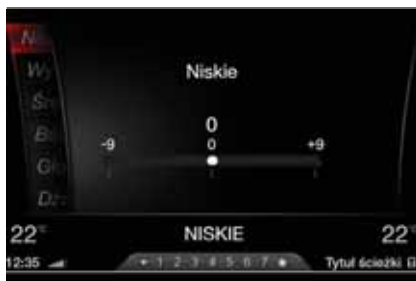 Niskie
0
-9 0 +9
22° NISKIE 22°
12:35 1 2 3 4 5 6 7 Tytuł ścieżki